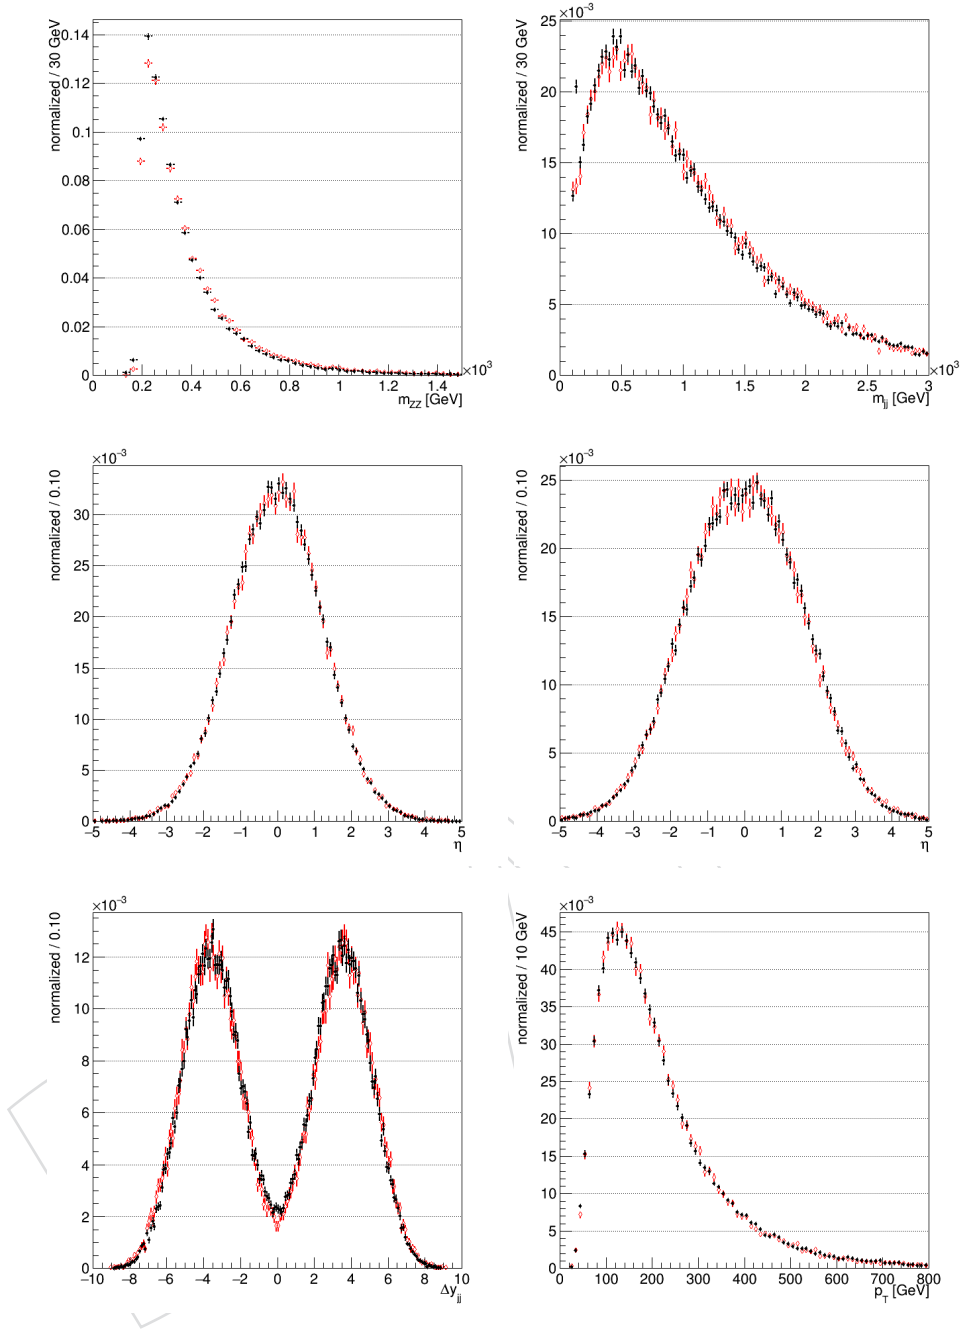 normalized / 30 GeV
0.14
0.12
0.1
0.08
0.06
0.04
0.02
0
0 0.2 0.4 0.6 0.8 1 1.2 1.4
×10⁻³
m_ZZ [GeV]
×10⁻³
normalized / 30 GeV
25
20
15
10
5
0
0 0.5 1 1.5 2 2.5 3
×10³
m_jj [GeV]
×10⁻³
normalized / 0.10
30
20
30
10
5
0
−5 −4 −3 −2 −1 0 1 2 3 4 5
η
×10⁻³
normalized / 0.10
25
20
15
10
5
0
−5 −4 −3 −2 −1 0 1 2 3 4 5
η
×10⁻³
normalized / 0.10
12
10
8
6
4
2
0
−10 −8 −6 −4 −2 0 2 4 6 8 10
Δy_jj
×10⁻³
normalized / 10 GeV
45
40
35
30
25
20
15
10
5
0
0 100 200 300 400 500 600 700 800
p_T [GeV]